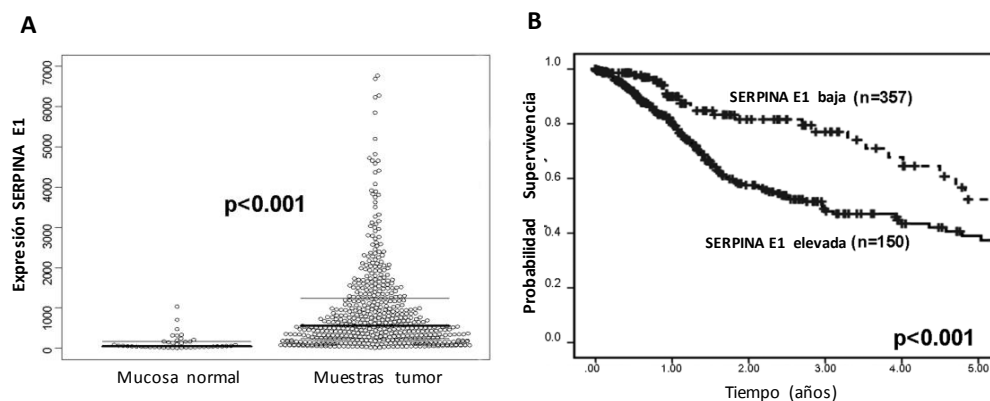 A
Expresión SERPINA E1
7000
6000
5000
4000
3000
2000
1000
0
p<0.001
Mucosa normal
Muestras tumor
B
Probabilidad Supervivencia
1.0
0.8
0.6
0.4
0.2
0.0
SERPINA E1 baja (n=357)
SERPINA E1 elevada (n=150)
p<0.001
.00
1.00
2.00
3.00
4.00
5.00
Tiempo (años)